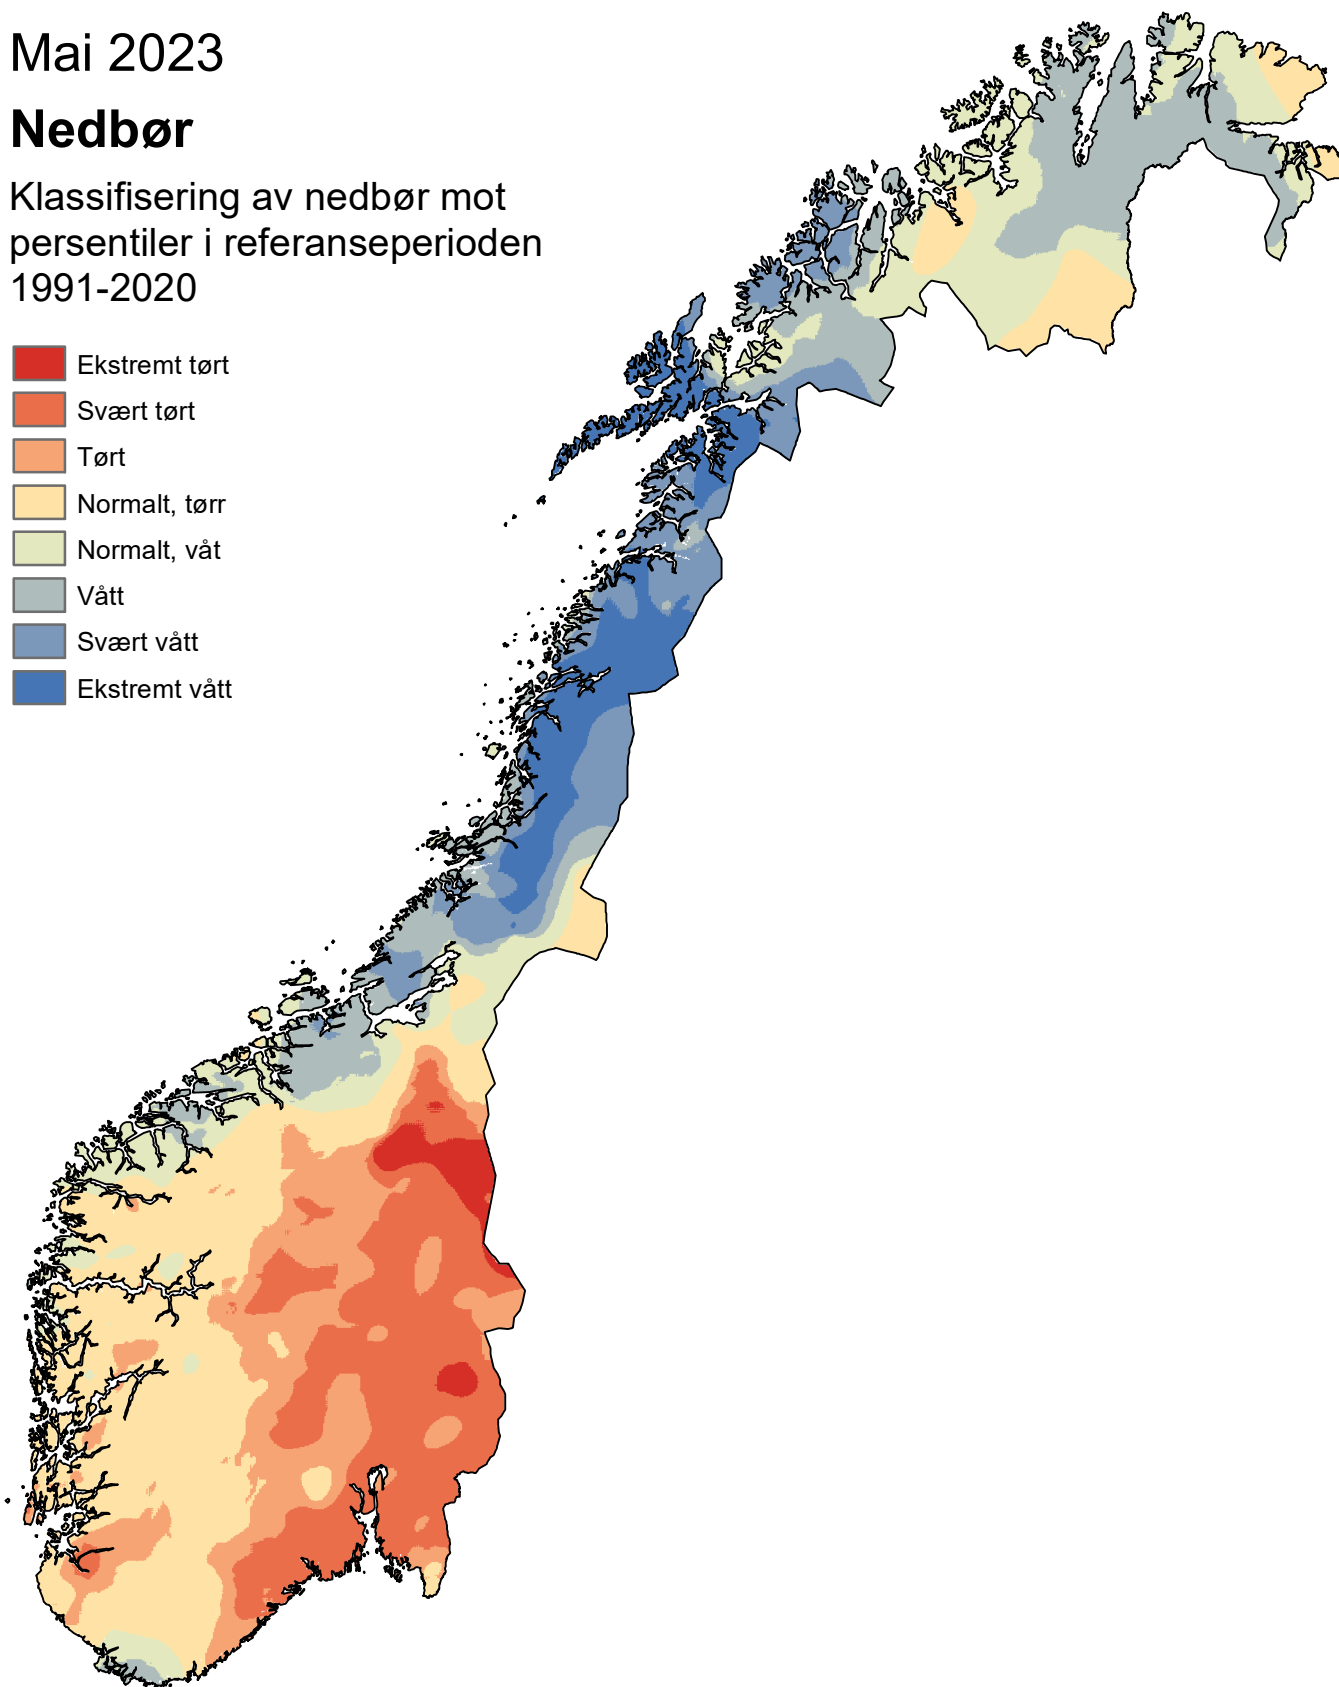 Mai 2023
Nedbør
Klassifisering av nedbør mot
persentiler i referanseperioden
1991-2020
Ekstremt tørt
Svært tørt
Tørt
Normalt, tørr
Normalt, våt
Vått
Svært vått
Ekstremt vått